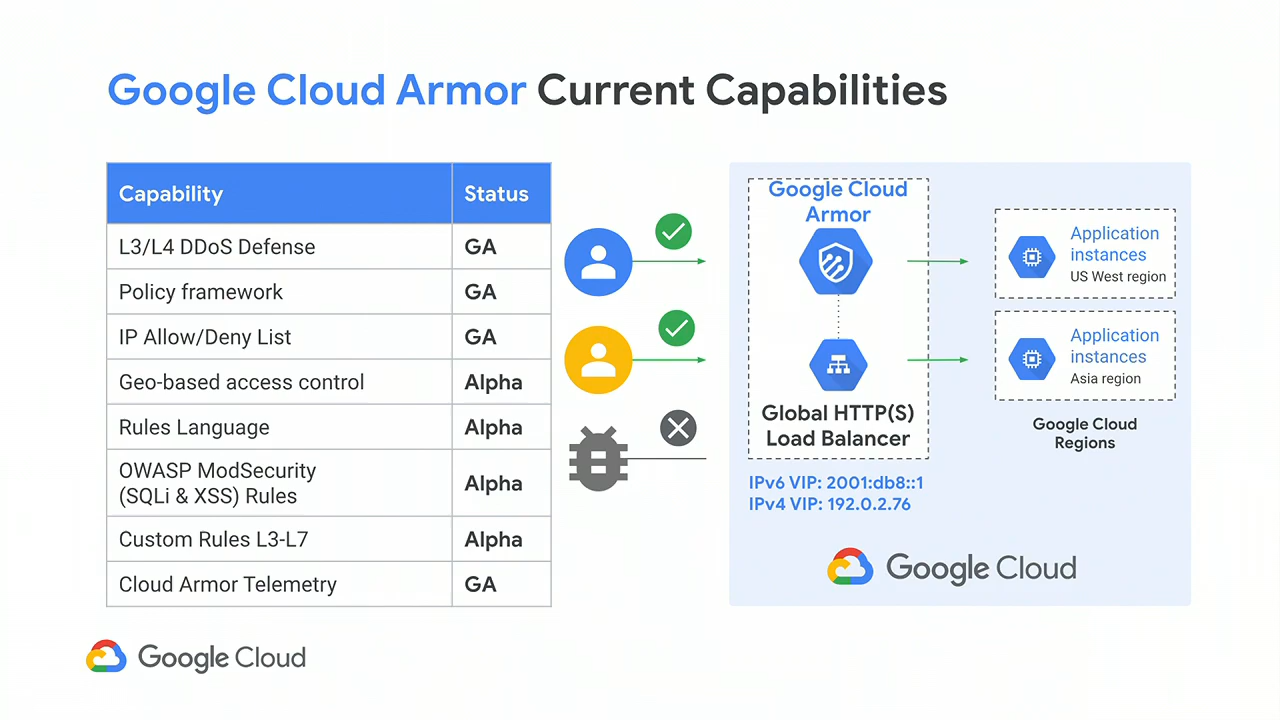 Google Cloud Armor Current Capabilities
Capability Status
L3/L4 DDoS Defense GA
Policy framework GA
IP Allow/Deny List GA
Geo-based access control Alpha
Rules Language Alpha
OWASP ModSecurity
(SQLi & XSS) Rules Alpha
Custom Rules L3-L7 Alpha
Cloud Armor Telemetry GA
Google Cloud
Armor
Global HTTP(S)
Load Balancer
IPv6 VIP: 2001:db8::1
IPv4 VIP: 192.0.2.76
Application
instances
US West region
Application
instances
Asia region
Google Cloud
Regions
Google Cloud
Google Cloud